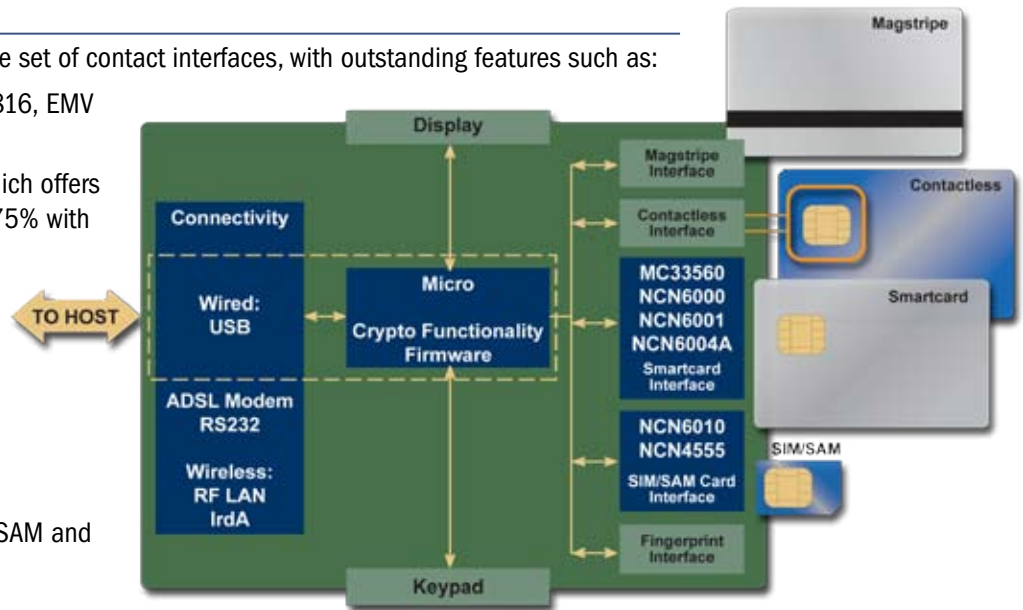 e set of contact interfaces, with outstanding features such as:
816, EMV
ich offers
75% with
SAM and
Display
Connectivity
Wired:
USB
ADSL Modem
RS232
Wireless:
RF LAN
IrdA
TO HOST
Micro
Crypto Functionality
Firmware
Keypad
Magstripe
Interface
Contactless
Interface
MC33560
NCN6000
NCN6001
NCN6004A
Smartcard
Interface
NCN6010
NCN4555
SIM/SAM Card
Interface
Fingerprint
Interface
Magstripe
Contactless
Smartcard
SIM/SAM